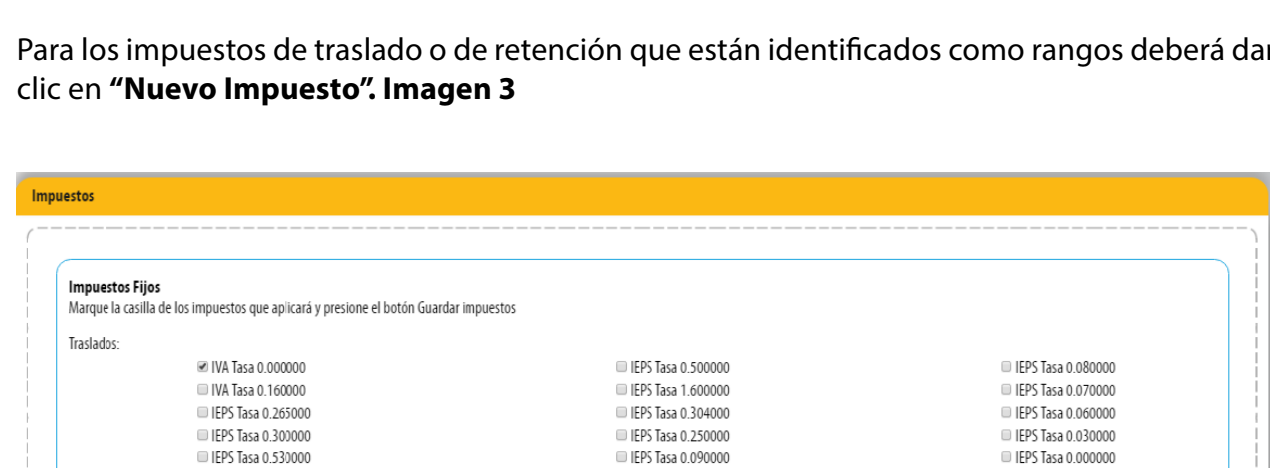 Para los impuestos de traslado o de retención que están identificados como rangos deberá dar
clic en “Nuevo Impuesto”. Imagen 3
Impuestos
Impuestos Fijos
Marque la casilla de los impuestos que aplicará y presione el botón Guardar impuestos
Traslados:
IVA Tasa 0.000000 IEPS Tasa 0.500000 IEPS Tasa 0.080000
IVA Tasa 0.160000 IEPS Tasa 1.600000 IEPS Tasa 0.070000
IEPS Tasa 0.265000 IEPS Tasa 0.304000 IEPS Tasa 0.060000
IEPS Tasa 0.300000 IEPS Tasa 0.250000 IEPS Tasa 0.030000
IEPS Tasa 0.530000 IEPS Tasa 0.090000 IEPS Tasa 0.000000